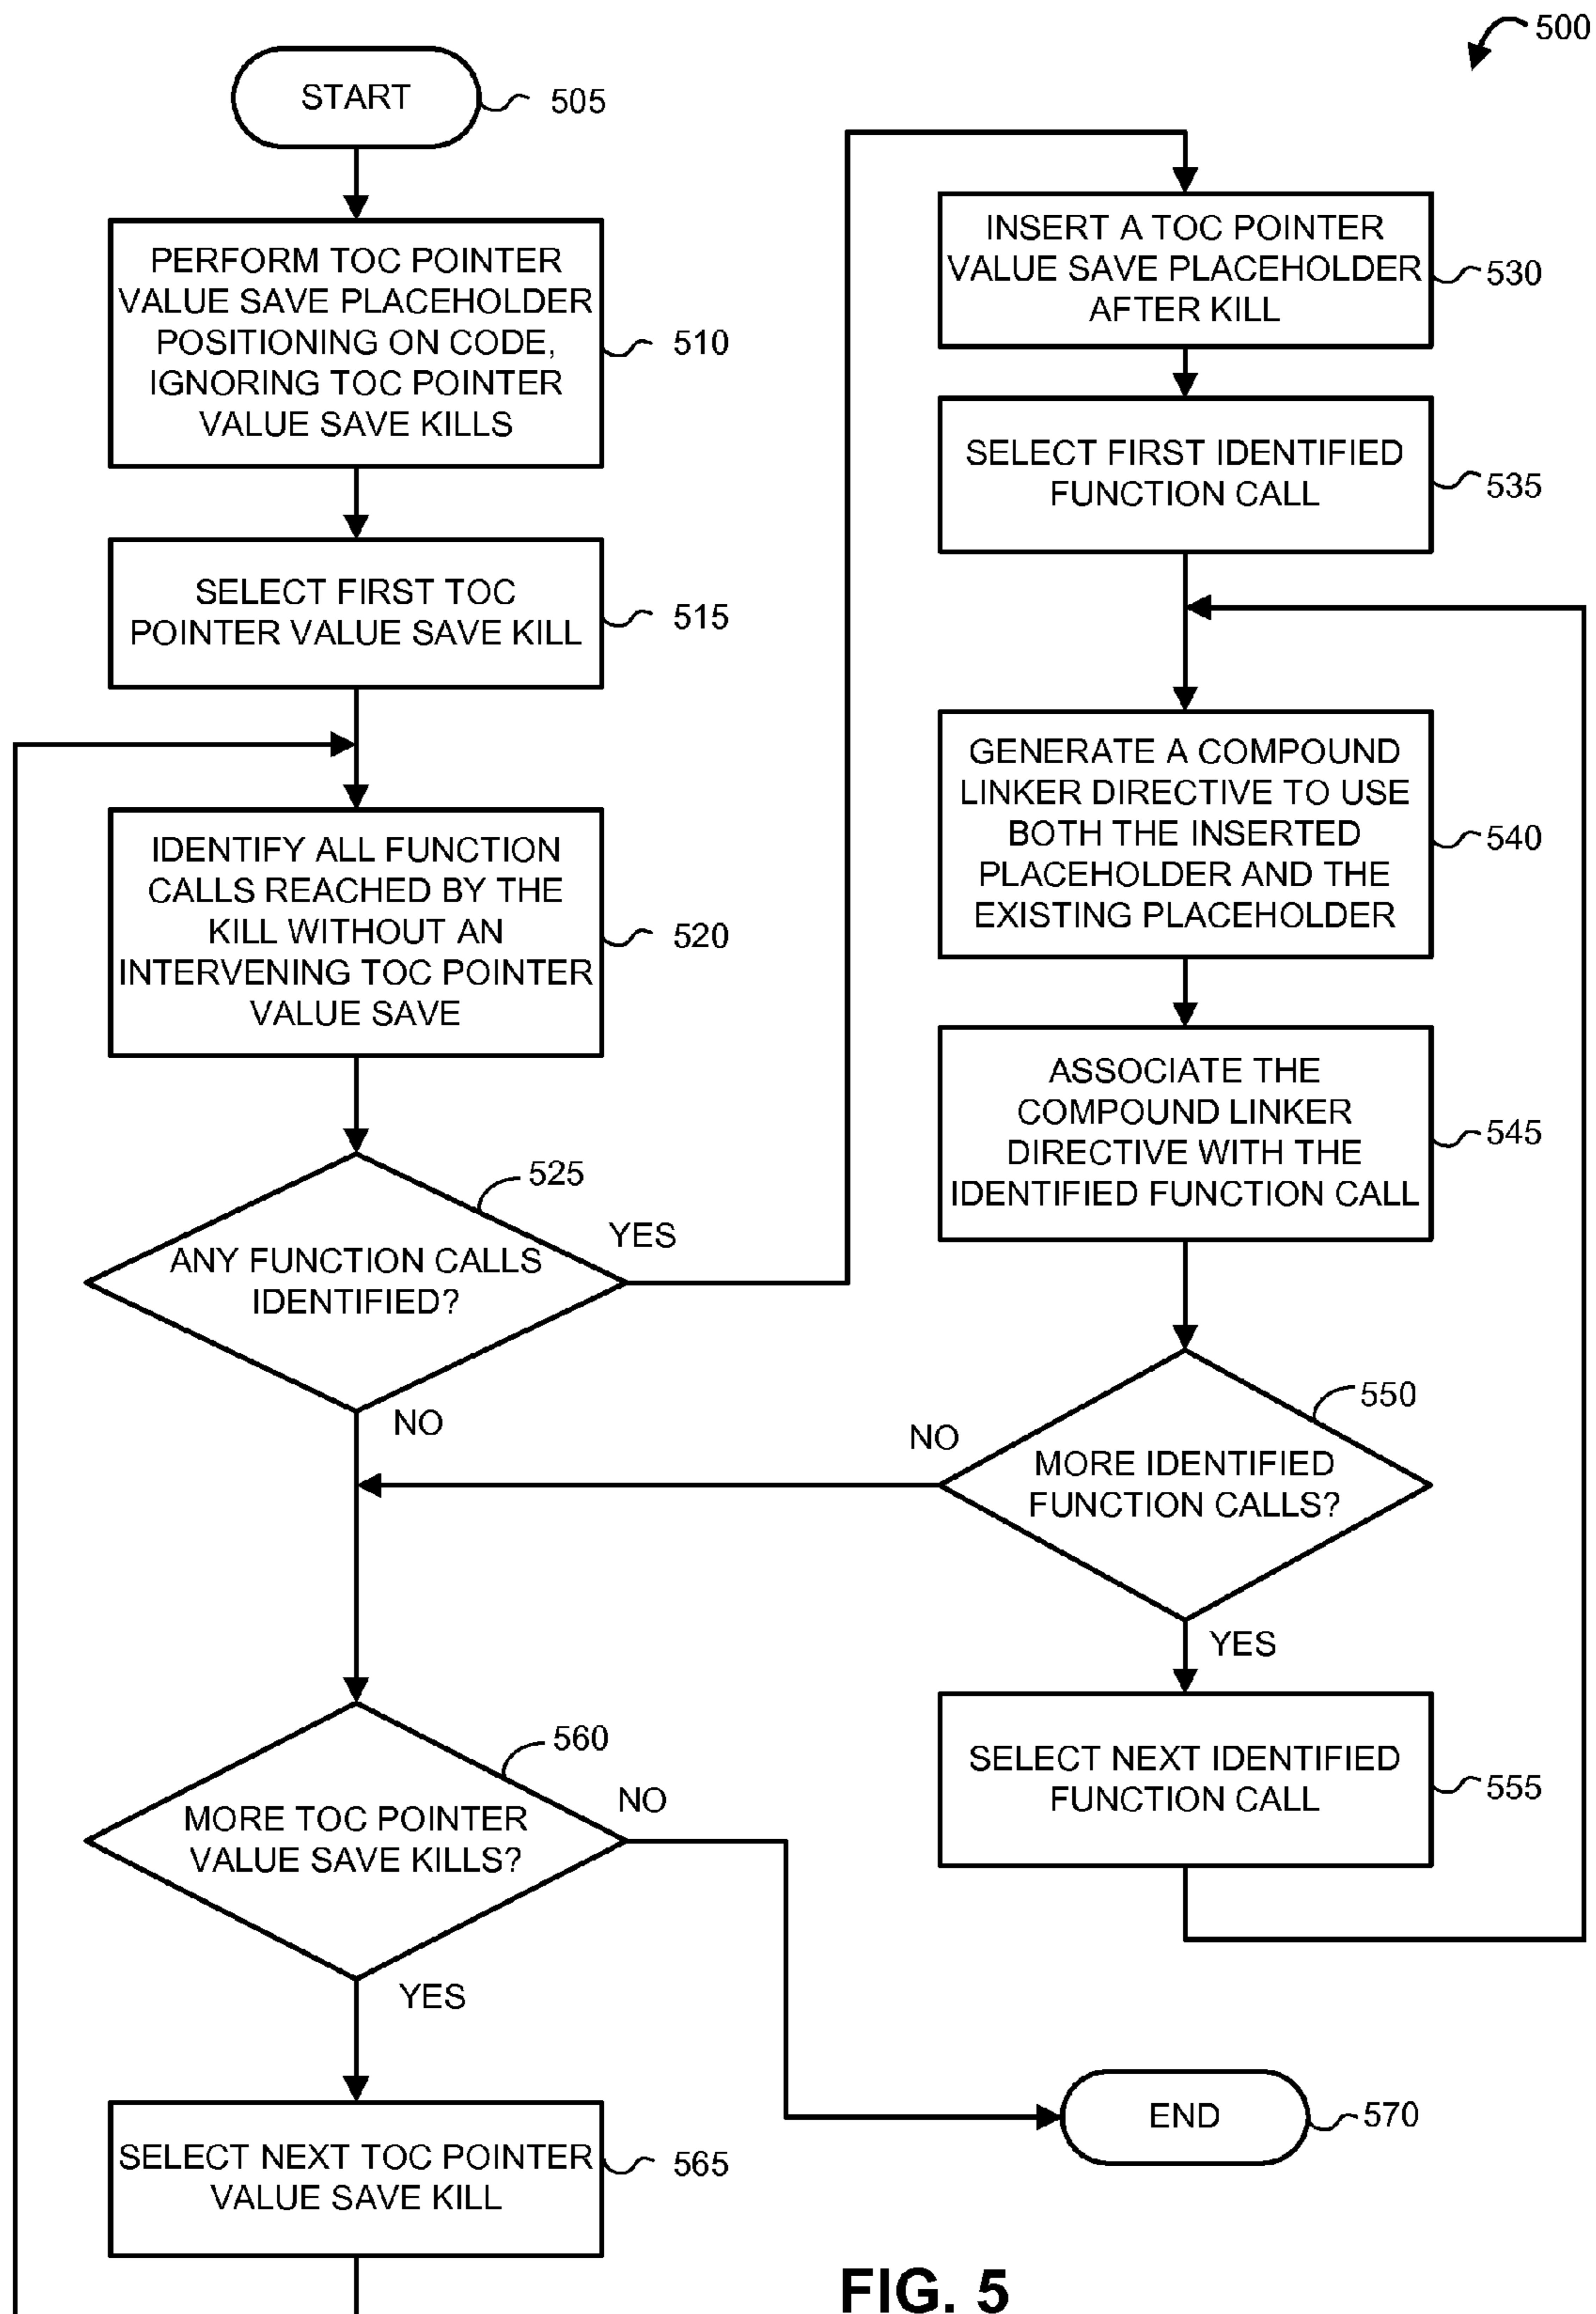 500
START
505
PERFORM TOC POINTER
VALUE SAVE PLACEHOLDER
POSITIONING ON CODE,
IGNORING TOC POINTER
VALUE SAVE KILLS
510
SELECT FIRST TOC
POINTER VALUE SAVE KILL
515
IDENTIFY ALL FUNCTION
CALLS REACHED BY THE
KILL WITHOUT AN
INTERVENING TOC POINTER
VALUE SAVE
520
525
ANY FUNCTION CALLS
IDENTIFIED?
YES
NO
INSERT A TOC POINTER
VALUE SAVE PLACEHOLDER
AFTER KILL
530
SELECT FIRST IDENTIFIED
FUNCTION CALL
535
GENERATE A COMPOUND
LINKER DIRECTIVE TO USE
BOTH THE INSERTED
PLACEHOLDER AND THE
EXISTING PLACEHOLDER
540
ASSOCIATE THE
COMPOUND LINKER
DIRECTIVE WITH THE
IDENTIFIED FUNCTION CALL
545
550
NO
MORE IDENTIFIED
FUNCTION CALLS?
YES
SELECT NEXT IDENTIFIED
FUNCTION CALL
555
560
MORE TOC POINTER
VALUE SAVE KILLS?
NO
YES
SELECT NEXT TOC POINTER
VALUE SAVE KILL
565
END
570
FIG. 5